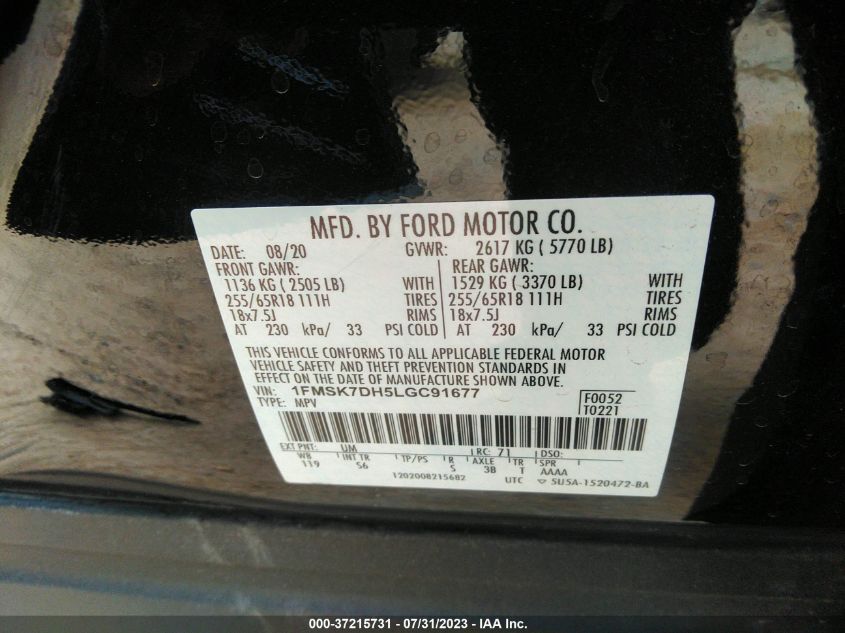 MFD. BY FORD MOTOR CO.
DATE: 08/20 GVWR: 2617 KG ( 5770 LB)
FRONT GAWR: REAR GAWR:
1136 KG ( 2505 LB) WITH 1529 KG ( 3370 LB) WITH
255/65R18 111H TIRES 255/65R18 111H TIRES
18x7.5J RIMS 18x7.5J RIMS
AT 230 kPa/ 33 PSI COLD AT 230 kPa/ 33 PSI COLD
THIS VEHICLE CONFORMS TO ALL APPLICABLE FEDERAL MOTOR
VEHICLE SAFETY AND THEFT PREVENTION STANDARDS IN
EFFECT ON THE DATE OF MANUFACTURE SHOWN ABOVE.
VIN: 1FMSK7DH5LGC91677 F0052
TYPE: MPV T0221
EXT PNT: UM RC: 71 DSO:
WB INT TR TP/PS R AXLE TR SPR
119 S6 S 3B T AAAA
1202008215682 UTC ▽ 5U5A-1520472-BA
000-37215731 - 07/31/2023 - IAA Inc.